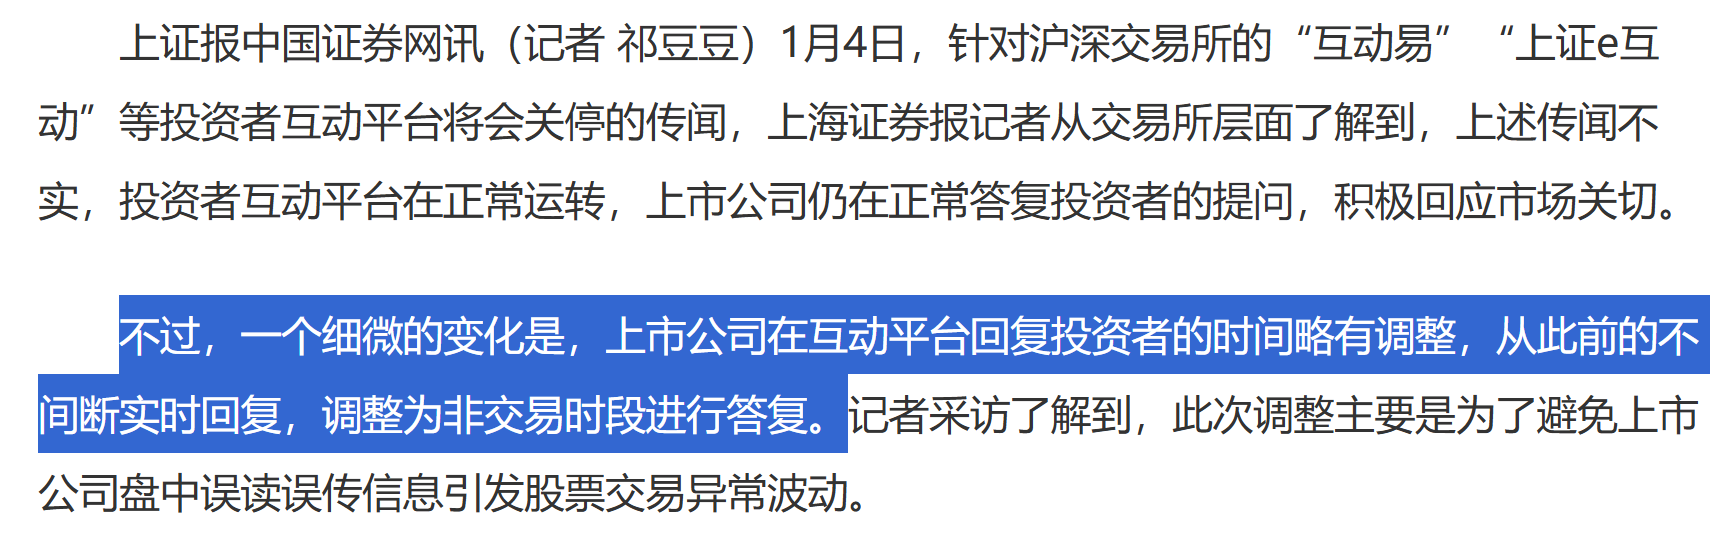 上证报中国证券网讯（记者 祁豆豆）1月4日，针对沪深交易所的“互动易”“上证e互
动”等投资者互动平台将会关停的传闻，上海证券报记者从交易所层面了解到，上述传闻不
实，投资者互动平台在正常运转，上市公司仍在正常答复投资者的提问，积极回应市场关切。
不过，一个细微的变化是，上市公司在互动平台回复投资者的时间略有调整，从此前的不
间断实时回复，调整为非交易时段进行答复。记者采访了解到，此次调整主要是为了避免上市
公司盘中误读误传信息引发股票交易异常波动。